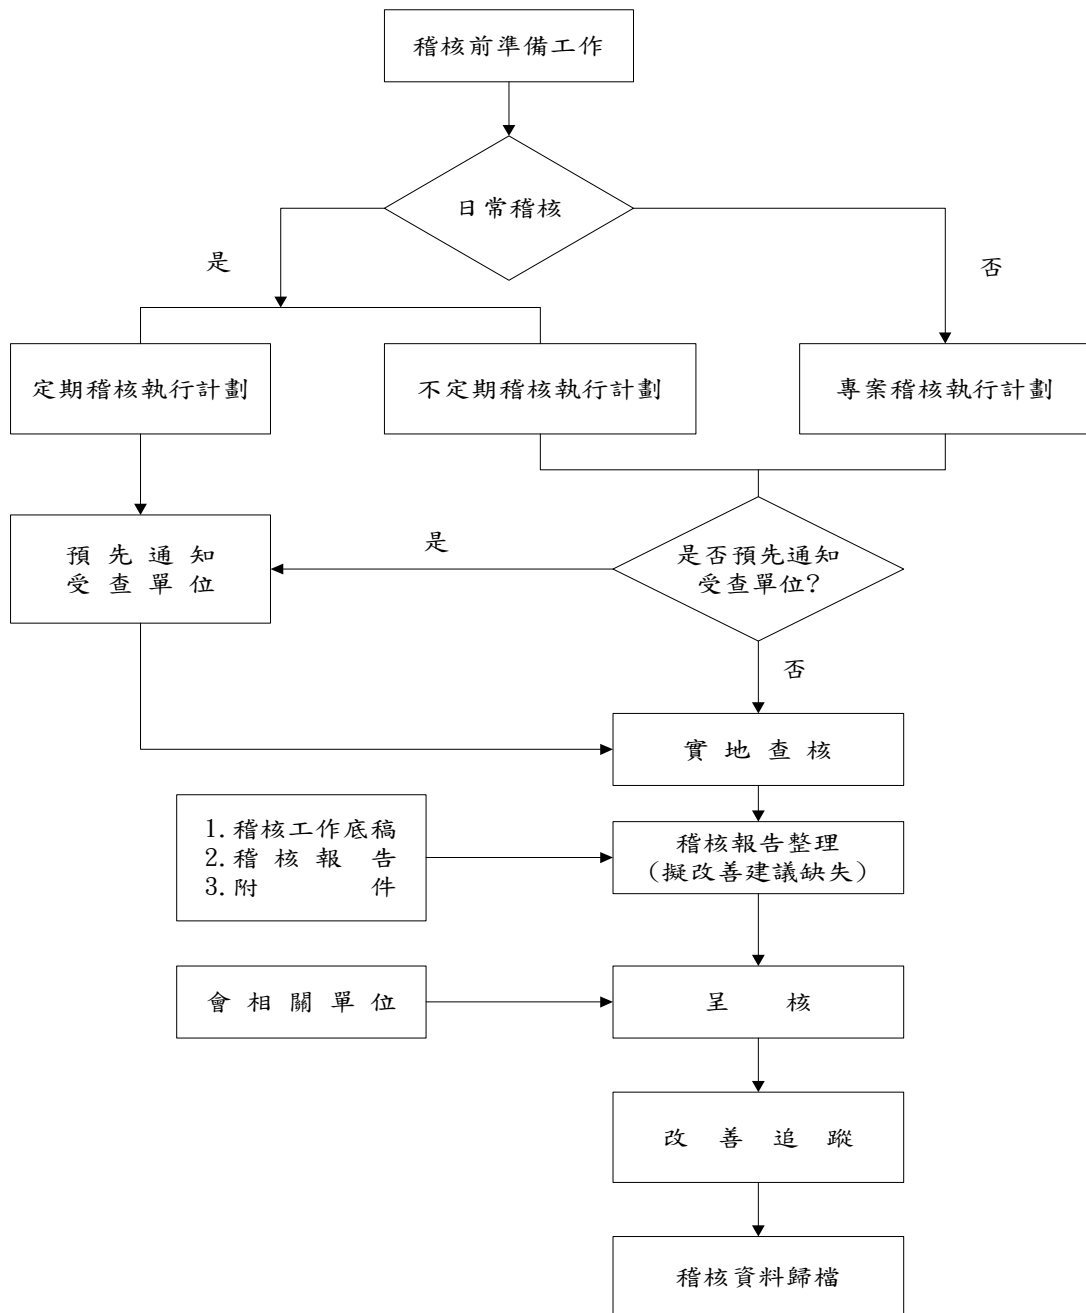 稽核前準備工作
日常稽核
是
否
定期稽核執行計劃
不定期稽核執行計劃
專案稽核執行計劃
預先通知
受查單位
是
是否預先通知
受查單位?
否
實地查核
1.稽核工作底稿
2.稽核報告
3.附件
稽核報告整理
(擬改善建議缺失)
會相關單位
呈核
改善追蹤
稽核資料歸檔